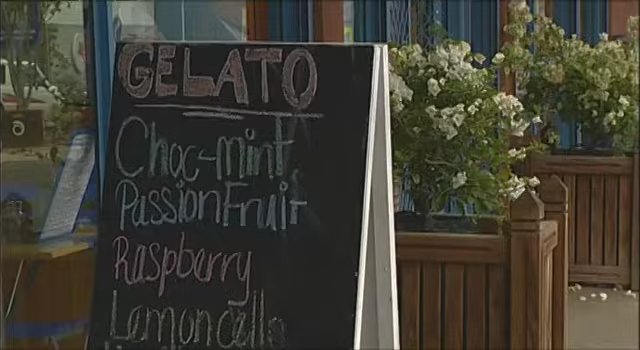 GELATO
Choc-mint
PassionFruit
Raspberry
Lemoncello